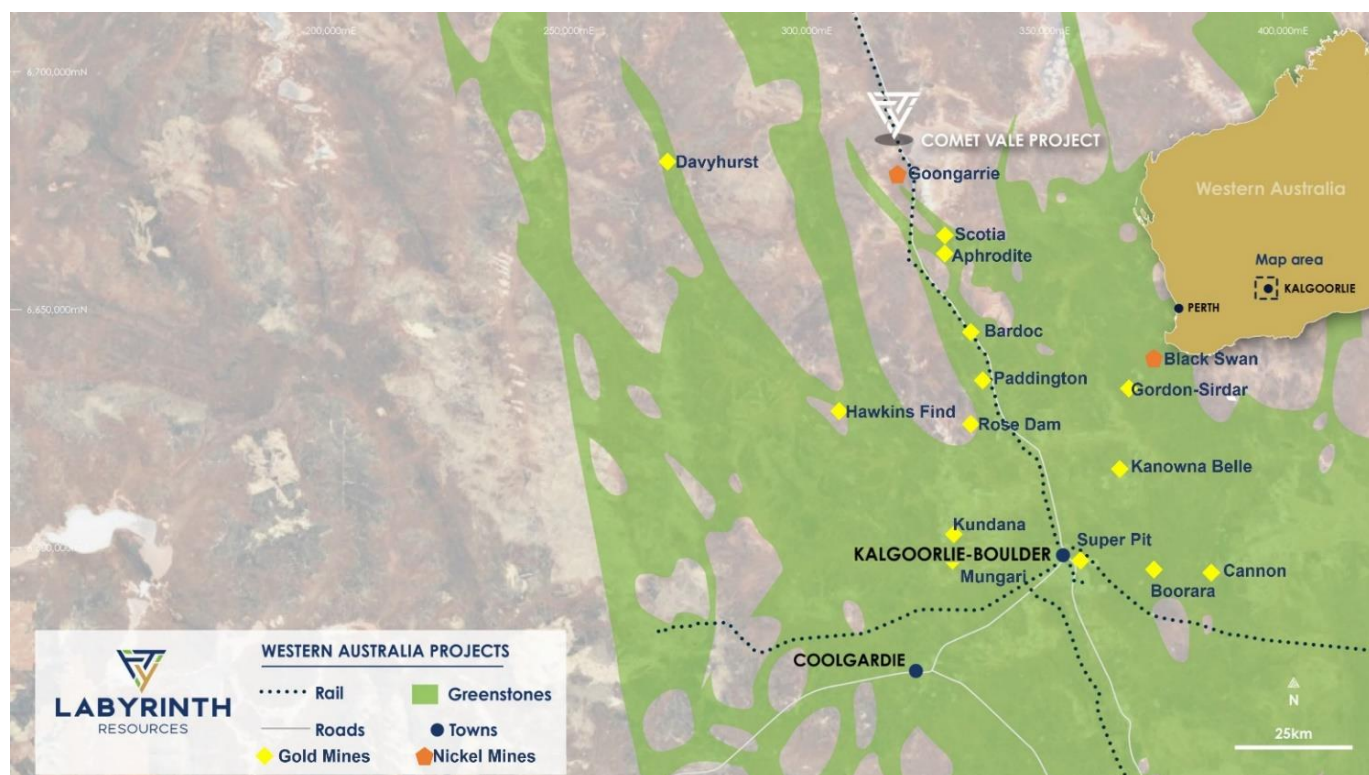 200,000mE
250,000mE
300,000mE
350,000mE
400,000mE
6,700,000mN
COMET VALE PROJECT
Davyhurst
Goongarrie
Western Australia
Scotia
Aphrodite
Map area
KALGOORLIE
PERTH
6,650,000mN
Bardoc
Black Swan
Paddington
Gordon-Sirdar
Hawkins Find
Rose Dam
Kanowna Belle
Kundana
Super Pit
KALGOORLIE-BOULDER
Mungari
Cannon
Boorara
COOLGARDIE
LABYRINTH
RESOURCES
WESTERN AUSTRALIA PROJECTS
Rail
Greenstones
Roads
Towns
Gold Mines
Nickel Mines
N
25km